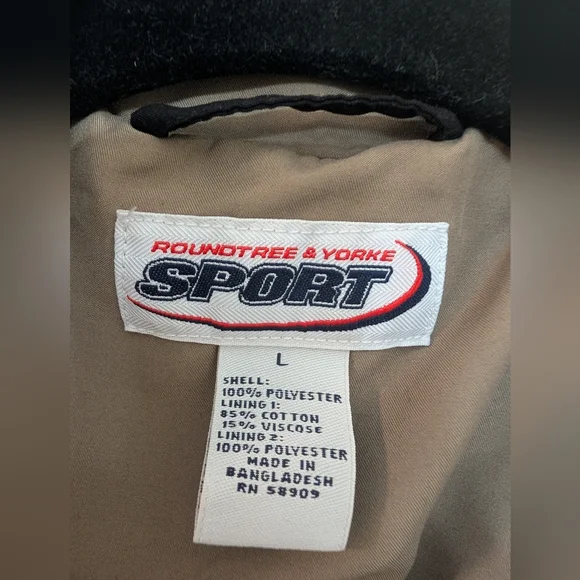 ROUNDTREE & YORKE
SPORT
L
SHELL:
100% POLYESTER
LINING 1:
85% COTTON
15% VISCOSE
LINING 2:
100% POLYESTER
MADE IN
BANGLADESH
RN 58909